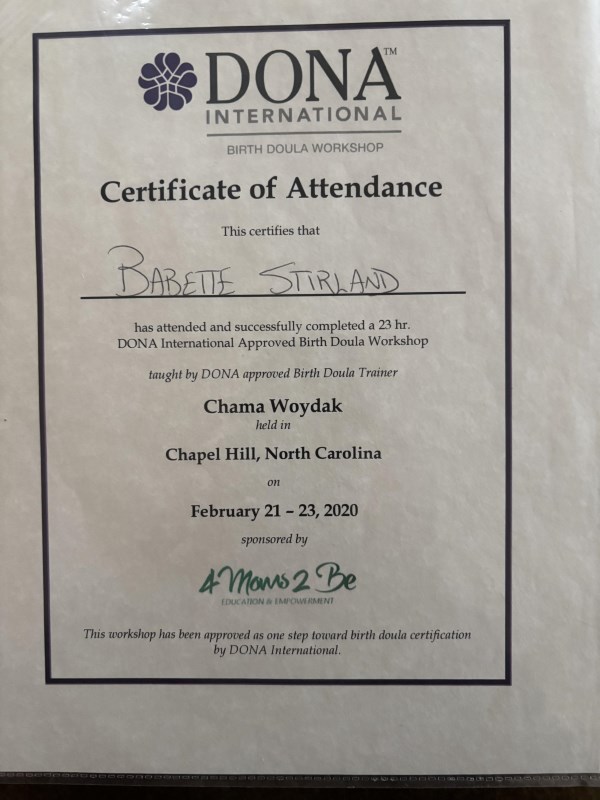 DONA™
INTERNATIONAL
BIRTH DOULA WORKSHOP
Certificate of Attendance
This certifies that
BABETTE STIRLAND
has attended and successfully completed a 23 hr.
DONA International Approved Birth Doula Workshop
taught by DONA approved Birth Doula Trainer
Chama Woydak
held in
Chapel Hill, North Carolina
on
February 21 – 23, 2020
sponsored by
4 Moms 2 Be
EDUCATION & EMPOWERMENT
This workshop has been approved as one step toward birth doula certification
by DONA International.